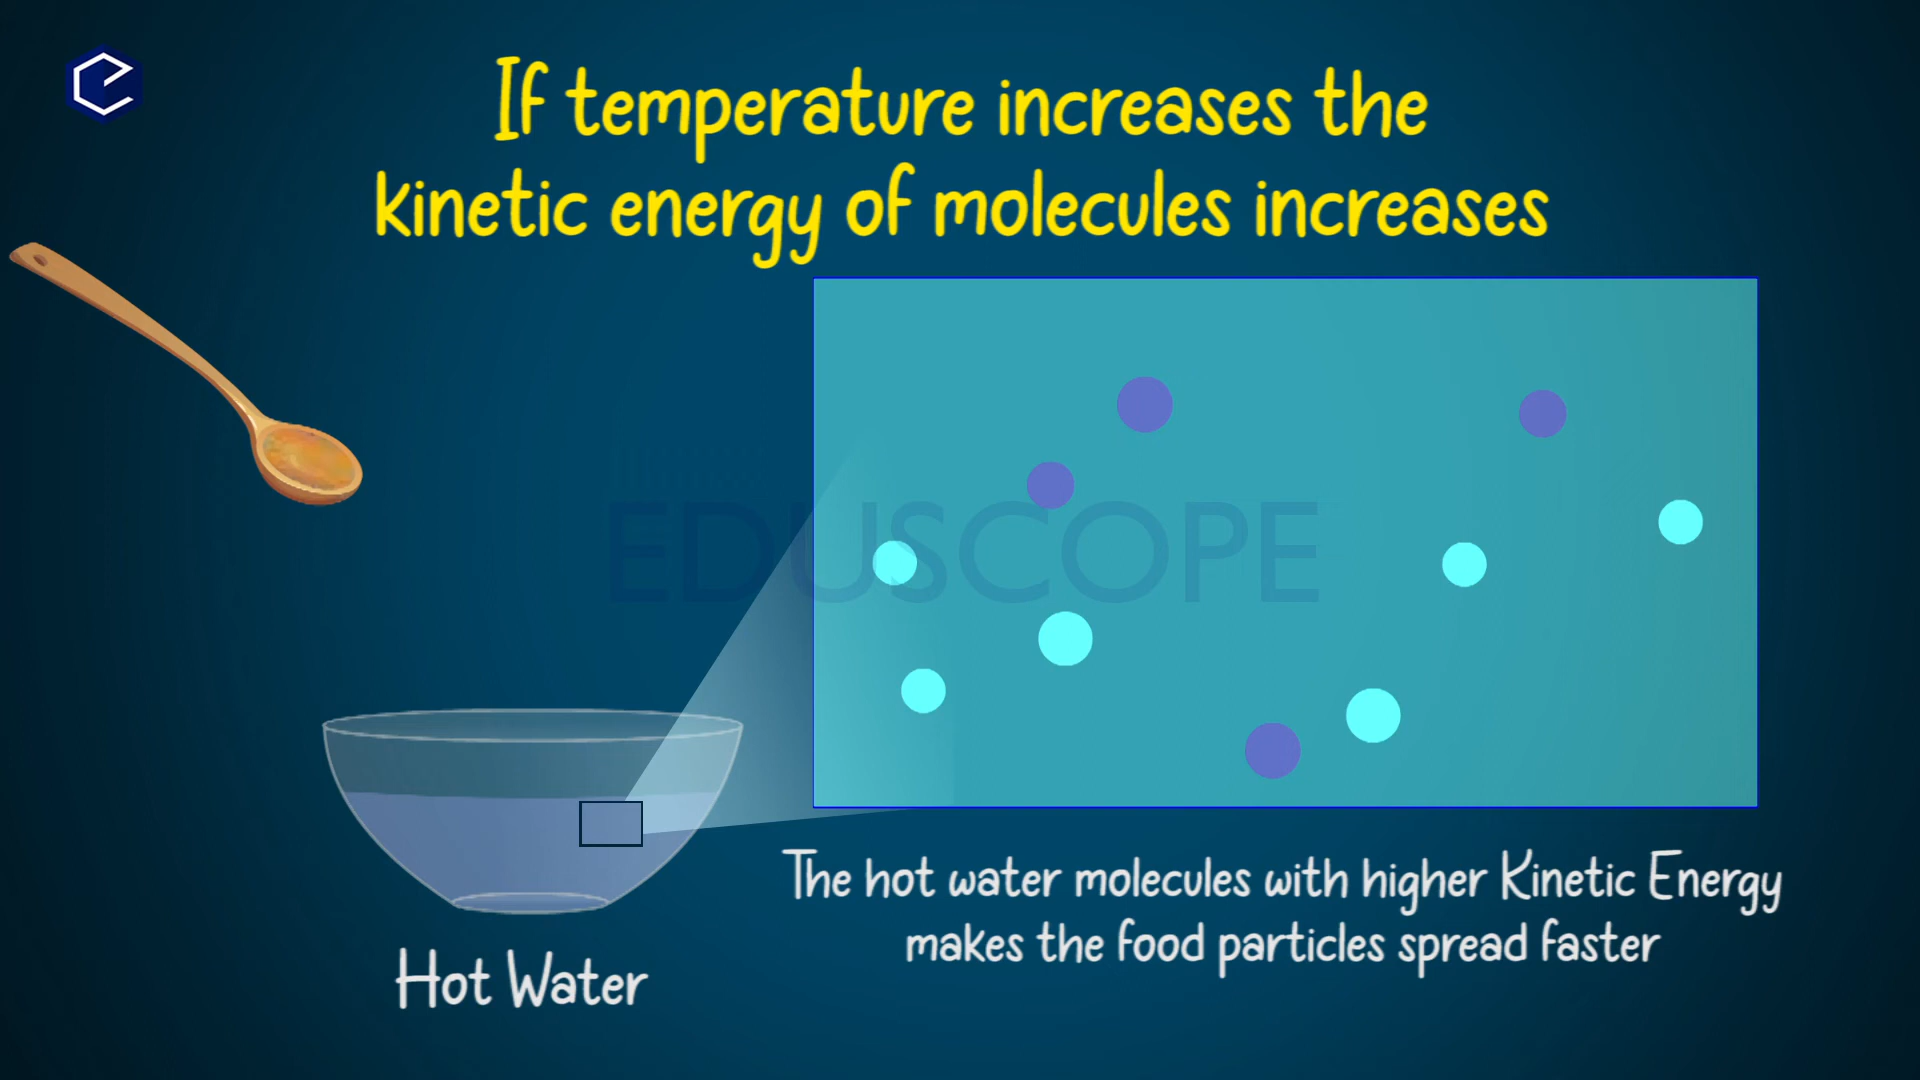 If temperature increases the
kinetic energy of molecules increases
EDUSCOPE
The hot water molecules with higher Kinetic Energy
makes the food particles spread faster
Hot Water